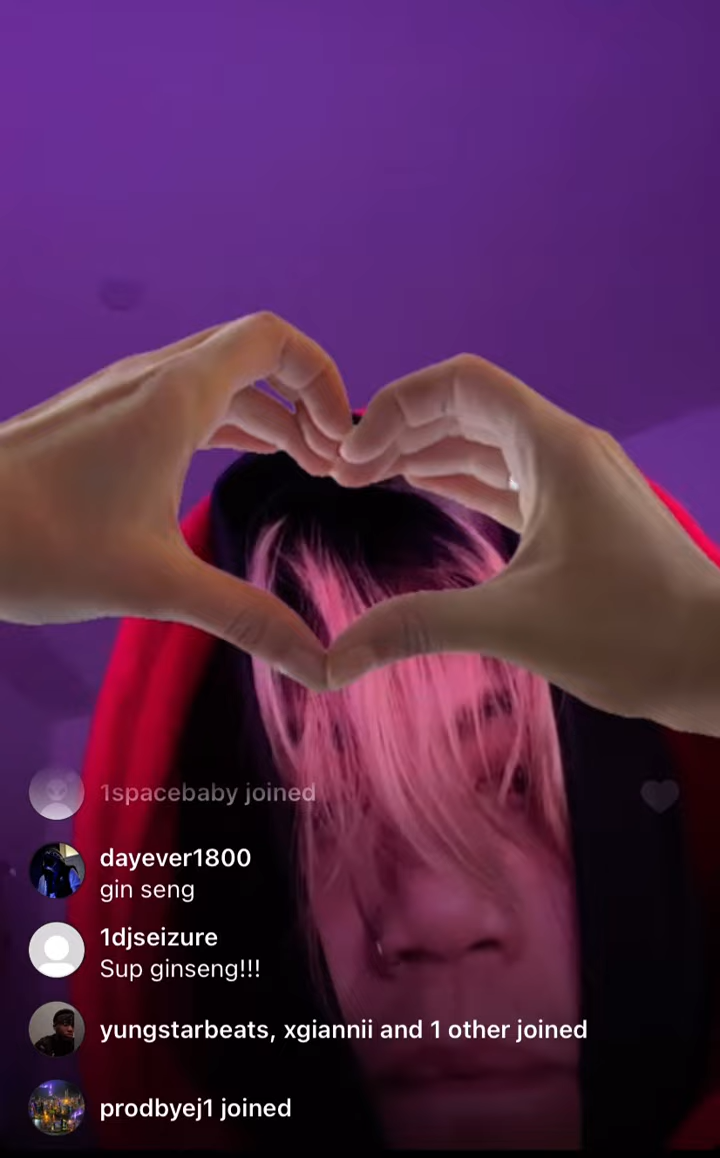 1spacebaby joined
dayever1800
gin seng
1djseizure
Sup ginseng!!!
yungstarbeats, xgiannii and 1 other joined
prodbyej1 joined